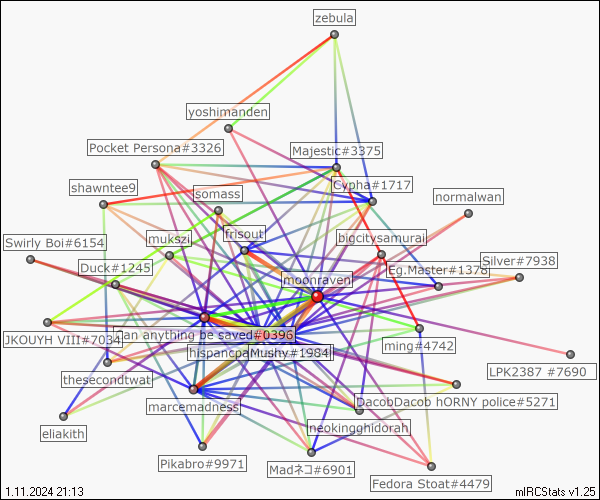 zebula
yoshimanden
Pocket Persona#3326
Majestic#3375
shawntee9
somass
Cypha#1717
normalwan
mukszi
frisout
bigcitysamurai
Swirly Boi#6154
Duck#1245
moonraven
Eg.Master#1378
Silver#7938
JKOUYH VIII#7034
an anything be saved#0396
ming#4742
hispancpa
Mushy#1984
thesecondtwat
LPK2387 #7690
marcemadness
DacobDacob hORNY police#5271
eliakith
neokingghidorah
Pikabro#9971
Madネコ#6901
Fedora Stoat#4479
1.11.2024 21:13
mIRCStats v1.25